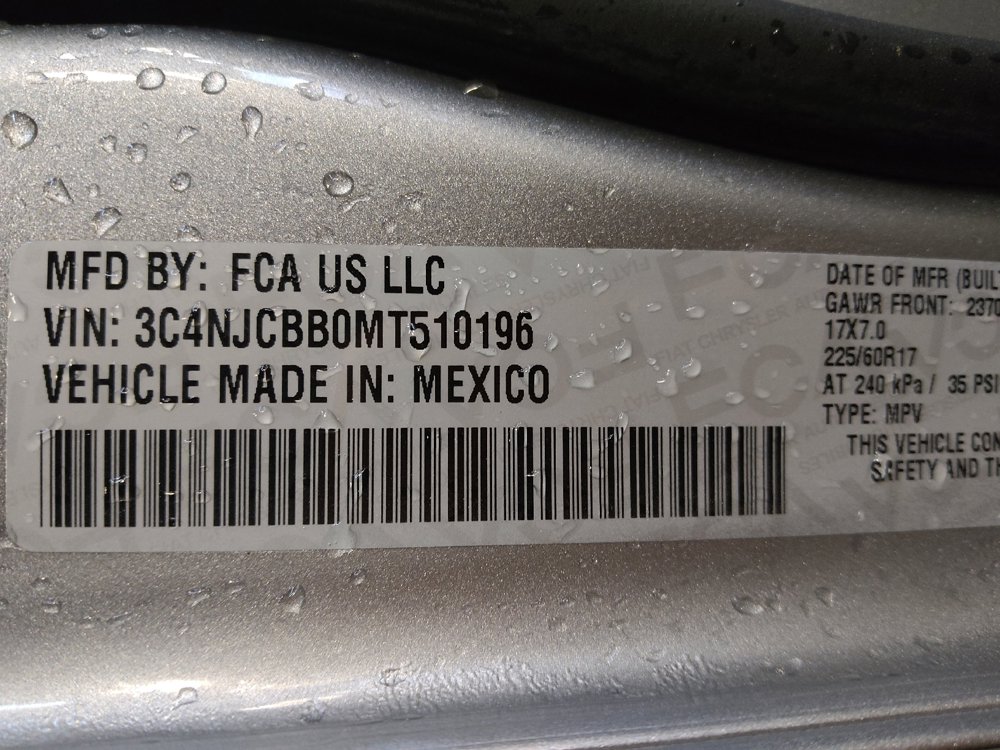 MFD BY: FCA US LLC
VIN: 3C4NJCBB0MT510196
VEHICLE MADE IN: MEXICO
DATE OF MFR (BUIL
GAWR FRONT: 2370
17X7.0
225/60R17
AT 240 kPa / 35 PSI
TYPE: MPV
THIS VEHICLE CON
SAFETY AND TH